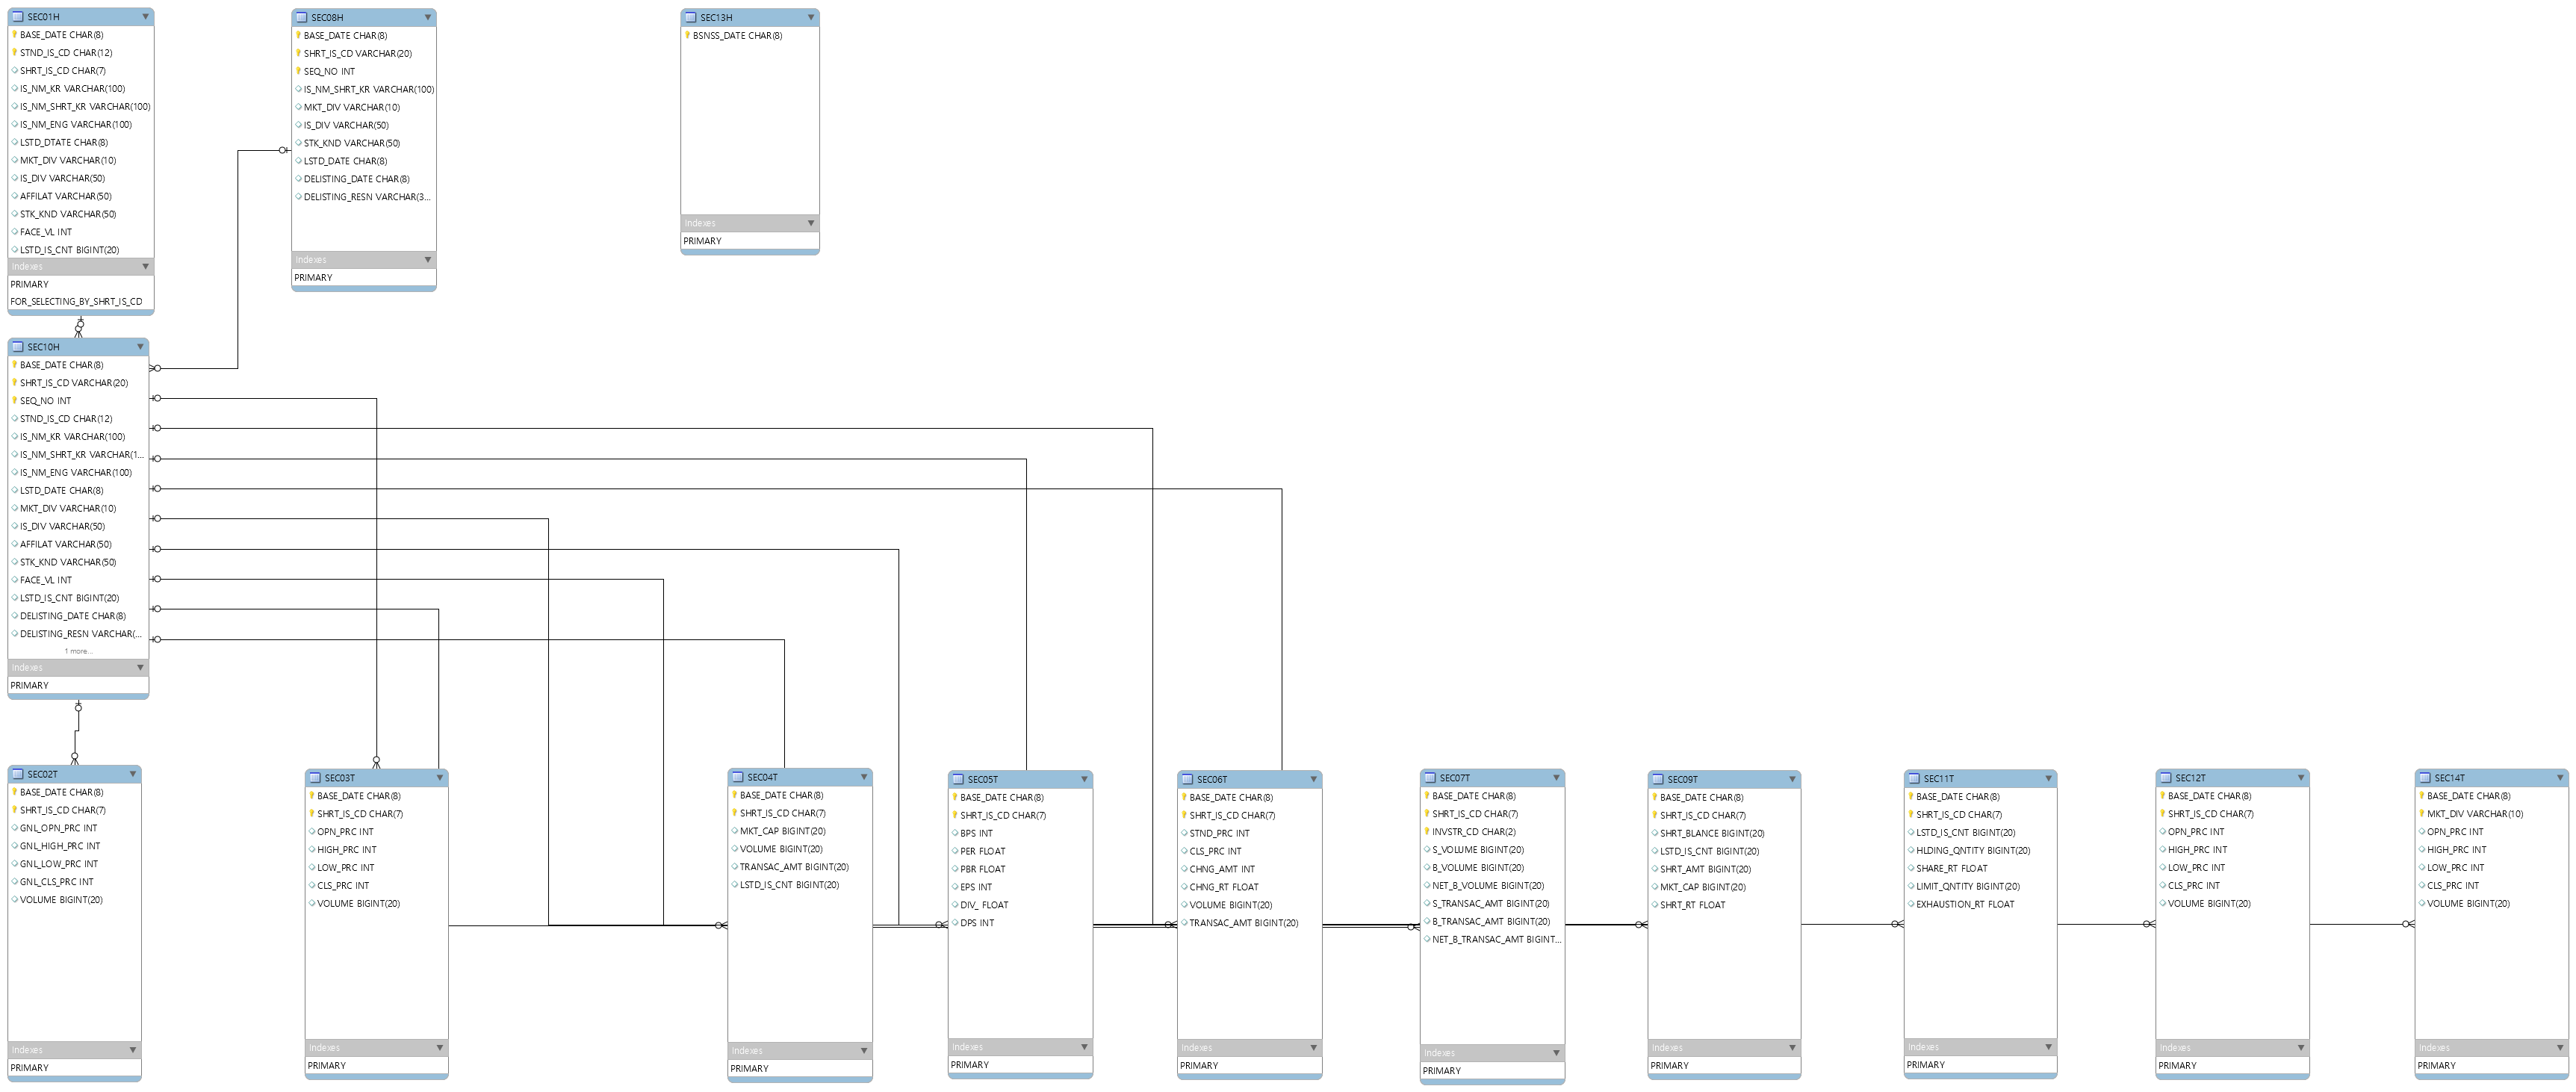 SEC01H
BASE_DATE CHAR(8)
STND_IS_CD CHAR(12)
SHRT_IS_CD CHAR(7)
IS_NM_KR VARCHAR(100)
IS_NM_SHRT_KR VARCHAR(100)
IS_NM_ENG VARCHAR(100)
LSTD_DTATE CHAR(8)
MKT_DIV VARCHAR(10)
IS_DIV VARCHAR(50)
AFFILAT VARCHAR(50)
STK_KND VARCHAR(50)
FACE_VL INT
LSTD_IS_CNT BIGINT(20)
Indexes
PRIMARY
FOR_SELECTING_BY_SHRT_IS_CD
SEC08H
BASE_DATE CHAR(8)
SHRT_IS_CD VARCHAR(20)
SEQ_NO INT
IS_NM_SHRT_KR VARCHAR(100)
MKT_DIV VARCHAR(10)
IS_DIV VARCHAR(50)
STK_KND VARCHAR(50)
LSTD_DATE CHAR(8)
DELISTING_DATE CHAR(8)
DELISTING_RESN VARCHAR(3...
Indexes
PRIMARY
SEC13H
BSNSS_DATE CHAR(8)
Indexes
PRIMARY
SEC10H
BASE_DATE CHAR(8)
SHRT_IS_CD VARCHAR(20)
SEQ_NO INT
STND_IS_CD CHAR(12)
IS_NM_KR VARCHAR(100)
IS_NM_SHRT_KR VARCHAR(1...
IS_NM_ENG VARCHAR(100)
LSTD_DATE CHAR(8)
MKT_DIV VARCHAR(10)
IS_DIV VARCHAR(50)
AFFILAT VARCHAR(50)
STK_KND VARCHAR(50)
FACE_VL INT
LSTD_IS_CNT BIGINT(20)
DELISTING_DATE CHAR(8)
DELISTING_RESN VARCHAR(...
1 more...
Indexes
PRIMARY
SEC02T
BASE_DATE CHAR(8)
SHRT_IS_CD CHAR(7)
GNL_OPN_PRC INT
GNL_HIGH_PRC INT
GNL_LOW_PRC INT
GNL_CLS_PRC INT
VOLUME BIGINT(20)
Indexes
PRIMARY
SEC03T
BASE_DATE CHAR(8)
SHRT_IS_CD CHAR(7)
OPN_PRC INT
HIGH_PRC INT
LOW_PRC INT
CLS_PRC INT
VOLUME BIGINT(20)
Indexes
PRIMARY
SEC04T
BASE_DATE CHAR(8)
SHRT_IS_CD CHAR(7)
MKT_CAP BIGINT(20)
VOLUME BIGINT(20)
TRANSAC_AMT BIGINT(20)
LSTD_IS_CNT BIGINT(20)
Indexes
PRIMARY
SEC05T
BASE_DATE CHAR(8)
SHRT_IS_CD CHAR(7)
BPS INT
PER FLOAT
PBR FLOAT
EPS INT
DIV_ FLOAT
DPS INT
Indexes
PRIMARY
SEC06T
BASE_DATE CHAR(8)
SHRT_IS_CD CHAR(7)
STND_PRC INT
CLS_PRC INT
CHNG_AMT INT
CHNG_RT FLOAT
VOLUME BIGINT(20)
TRANSAC_AMT BIGINT(20)
Indexes
PRIMARY
SEC07T
BASE_DATE CHAR(8)
SHRT_IS_CD CHAR(7)
INVSTR_CD CHAR(2)
S_VOLUME BIGINT(20)
B_VOLUME BIGINT(20)
NET_B_VOLUME BIGINT(20)
S_TRANSAC_AMT BIGINT(20)
B_TRANSAC_AMT BIGINT(20)
NET_B_TRANSAC_AMT BIGINT...
Indexes
PRIMARY
SEC09T
BASE_DATE CHAR(8)
SHRT_IS_CD CHAR(7)
SHRT_BLANCE BIGINT(20)
LSTD_IS_CNT BIGINT(20)
SHRT_AMT BIGINT(20)
MKT_CAP BIGINT(20)
SHRT_RT FLOAT
Indexes
PRIMARY
SEC11T
BASE_DATE CHAR(8)
SHRT_IS_CD CHAR(7)
LSTD_IS_CNT BIGINT(20)
HLDING_QNTITY BIGINT(20)
SHARE_RT FLOAT
LIMIT_QNTITY BIGINT(20)
EXHAUSTION_RT FLOAT
Indexes
PRIMARY
SEC12T
BASE_DATE CHAR(8)
SHRT_IS_CD CHAR(7)
OPN_PRC INT
HIGH_PRC INT
LOW_PRC INT
CLS_PRC INT
VOLUME BIGINT(20)
Indexes
PRIMARY
SEC14T
BASE_DATE CHAR(8)
MKT_DIV VARCHAR(10)
OPN_PRC INT
HIGH_PRC INT
LOW_PRC INT
CLS_PRC INT
VOLUME BIGINT(20)
Indexes
PRIMARY